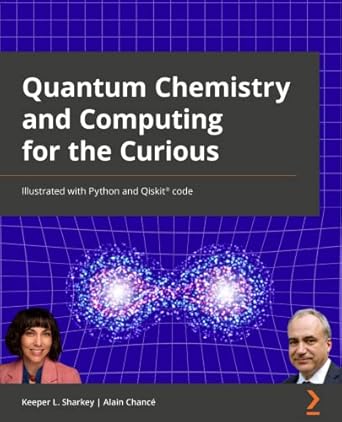 Quantum Chemistry
and Computing
for the Curious
Illustrated with Python and Qiskit® code
Keeper L. Sharkey | Alain Chancé